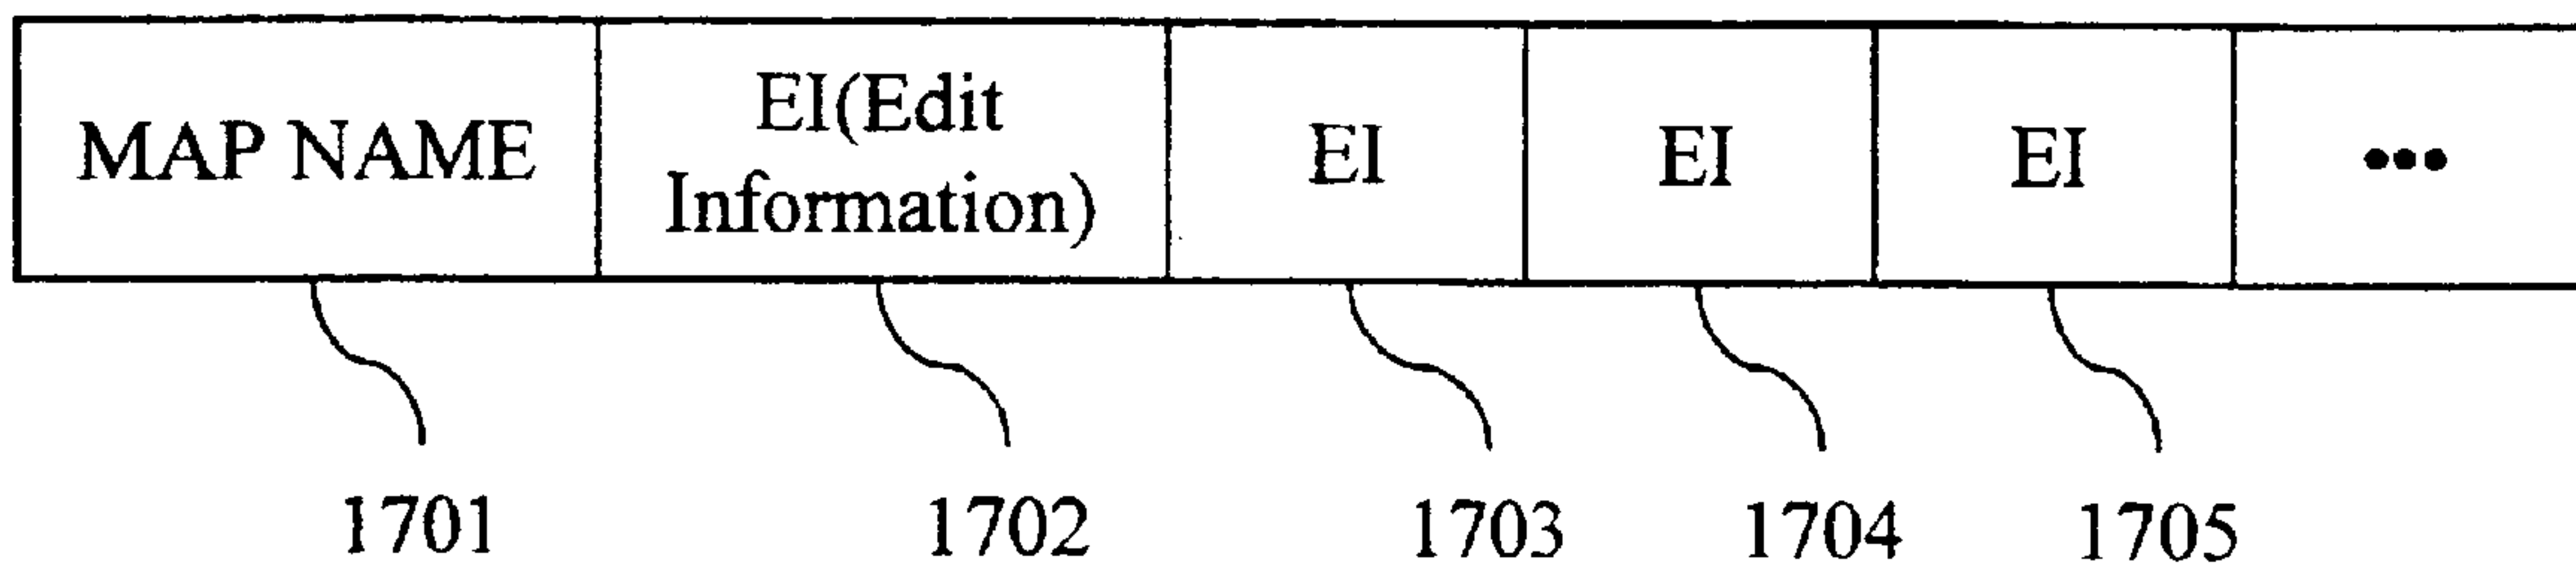 MAP NAME
EI(Edit
Information)
EI
EI
EI
•••
1701
1702
1703
1704
1705